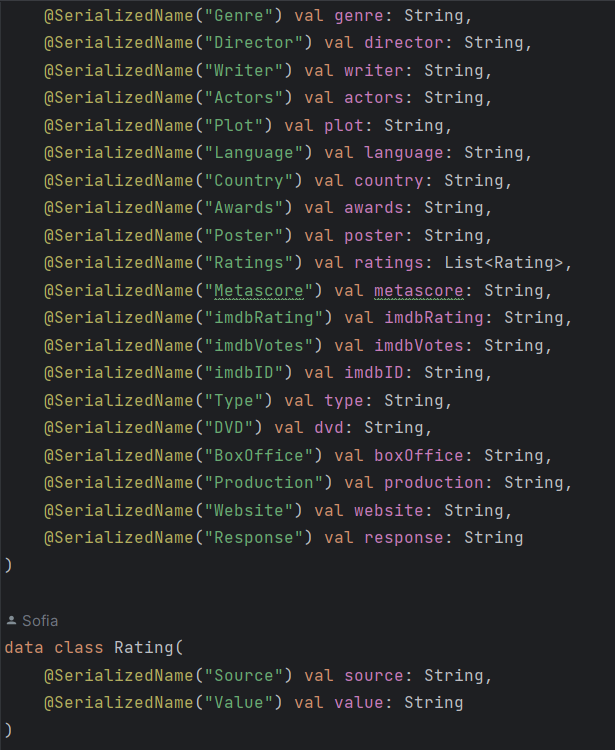 @SerializedName("Genre") val genre: String,
@SerializedName("Director") val director: String,
@SerializedName("Writer") val writer: String,
@SerializedName("Actors") val actors: String,
@SerializedName("Plot") val plot: String,
@SerializedName("Language") val language: String,
@SerializedName("Country") val country: String,
@SerializedName("Awards") val awards: String,
@SerializedName("Poster") val poster: String,
@SerializedName("Ratings") val ratings: List<Rating>,
@SerializedName("Metascore") val metascore: String,
@SerializedName("imdbRating") val imdbRating: String,
@SerializedName("imdbVotes") val imdbVotes: String,
@SerializedName("imdbID") val imdbID: String,
@SerializedName("Type") val type: String,
@SerializedName("DVD") val dvd: String,
@SerializedName("BoxOffice") val boxOffice: String,
@SerializedName("Production") val production: String,
@SerializedName("Website") val website: String,
@SerializedName("Response") val response: String
)
Sofia
data class Rating(
@SerializedName("Source") val source: String,
@SerializedName("Value") val value: String
)